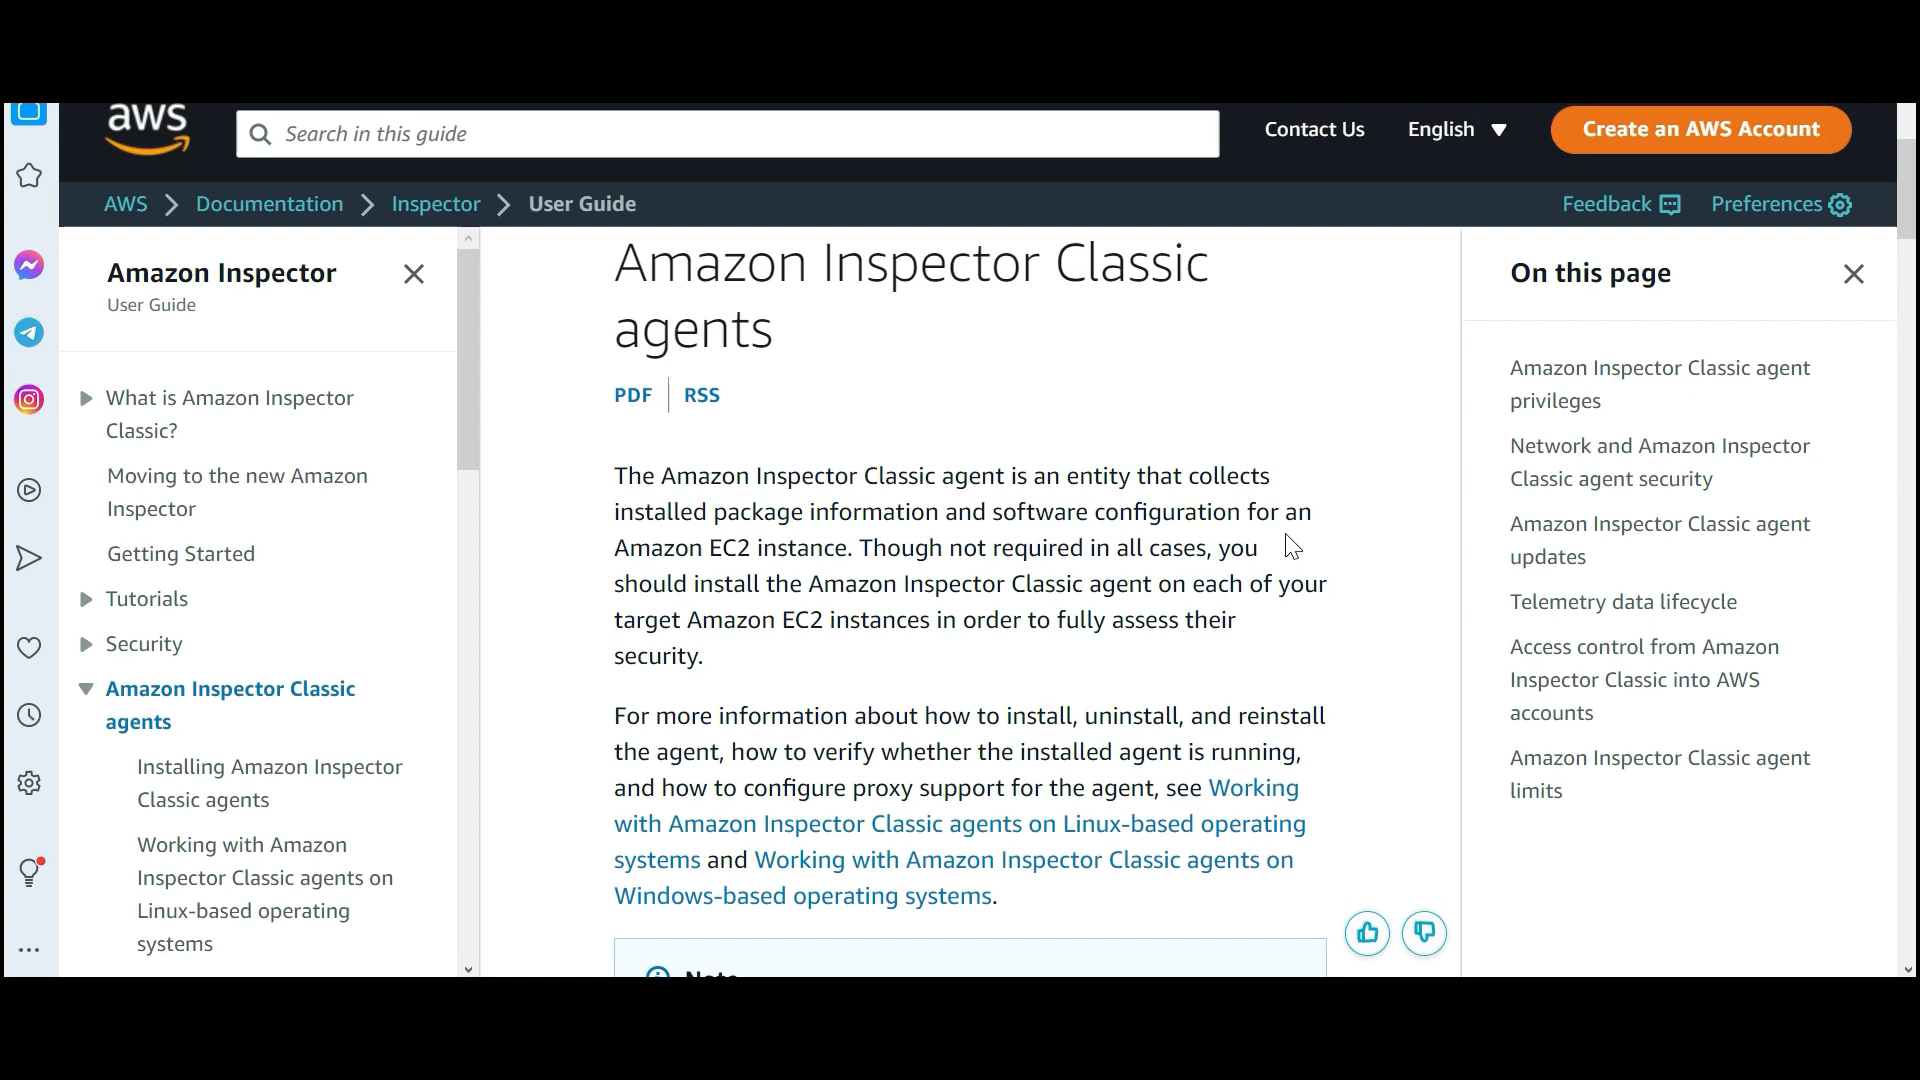 aws
Search in this guide
Contact Us
English
Create an AWS Account
AWS
Documentation
Inspector
User Guide
Feedback
Preferences
Amazon Inspector
User Guide
What is Amazon Inspector
Classic?
Moving to the new Amazon
Inspector
Getting Started
Tutorials
Security
Amazon Inspector Classic
agents
Installing Amazon Inspector
Classic agents
Working with Amazon
Inspector Classic agents on
Linux-based operating
systems
Amazon Inspector Classic
agents
PDF
RSS
The Amazon Inspector Classic agent is an entity that collects
installed package information and software configuration for an
Amazon EC2 instance. Though not required in all cases, you
should install the Amazon Inspector Classic agent on each of your
target Amazon EC2 instances in order to fully assess their
security.
For more information about how to install, uninstall, and reinstall
the agent, how to verify whether the installed agent is running,
and how to configure proxy support for the agent, see Working
with Amazon Inspector Classic agents on Linux-based operating
systems and Working with Amazon Inspector Classic agents on
Windows-based operating systems.
Note
On this page
Amazon Inspector Classic agent
privileges
Network and Amazon Inspector
Classic agent security
Amazon Inspector Classic agent
updates
Telemetry data lifecycle
Access control from Amazon
Inspector Classic into AWS
accounts
Amazon Inspector Classic agent
limits